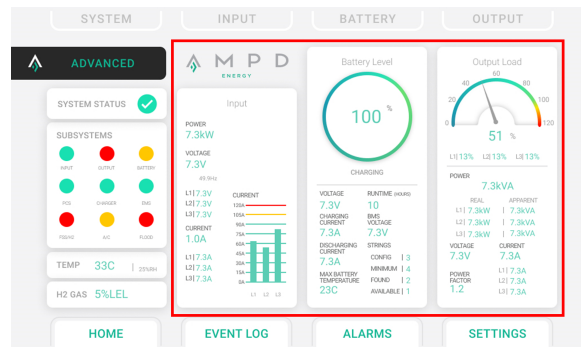 SYSTEM INPUT BATTERY OUTPUT
ADVANCED
SYSTEM STATUS
SUBSYSTEMS
INPUT OUTPUT BATTERY
PCS CHARGER EMS
FSS/H2 A/C FLOOD
TEMP 33C | 25%RH
H2 GAS 5%LEL
AMPD
ENERGY
Input
POWER
7.3kW
VOLTAGE
7.3V
49.9Hz
L1| 7.3V
L2| 7.3V
L3| 7.3V
CURRENT
1.0A
L1| 7.3A
L2| 7.3A
L3| 7.3A
CURRENT
120A
105A
90A
75A
60A
45A
30A
15A
0A
L1 L2 L3
Battery Level
100 %
CHARGING
VOLTAGE
7.3V
CHARGING
CURRENT
7.3A
DISCHARGING
CURRENT
7.3A
MAX BATTERY
TEMPERATURE
23C
RUNTIME (HOURS)
10
BMS
VOLTAGE
7.3V
STRINGS
CONFIG | 3
MINIMUM | 4
FOUND | 2
AVAILABLE | 1
Output Load
0 20 40 60 80 100 120
51 %
L1| 13% L2| 13% L3| 13%
POWER
7.3kVA
REAL APPARENT
L1| 7.3kW | 7.3kVA
L2| 7.3kW | 7.3kVA
L3| 7.3kW | 7.3kVA
VOLTAGE
7.3V
POWER
FACTOR
1.2
CURRENT
7.3A
L1| 7.3A
L2| 7.3A
L3| 7.3A
HOME EVENT LOG ALARMS SETTINGS